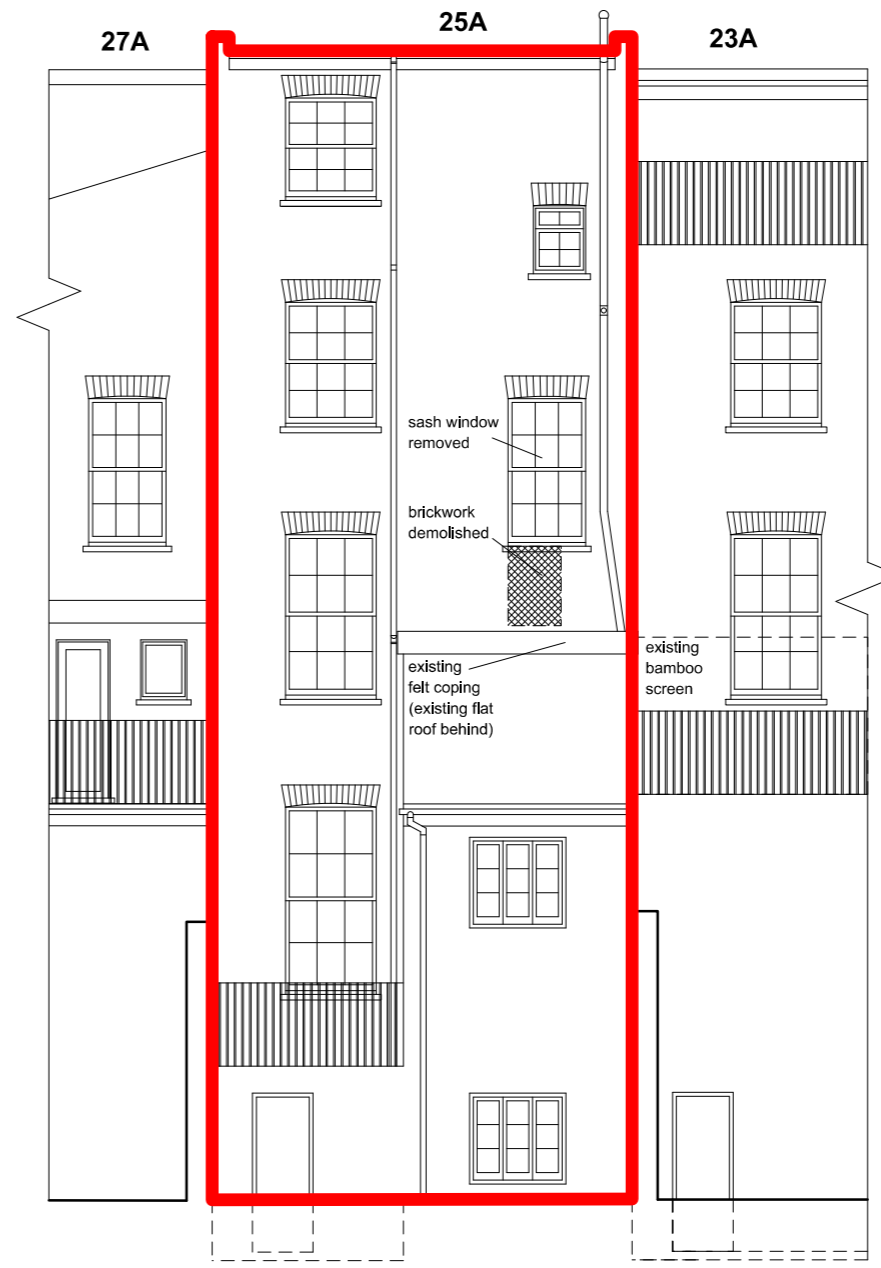 27A
25A
23A
sash window
removed
brickwork
demolished
existing
felt coping
(existing flat
roof behind)
existing
bamboo
screen